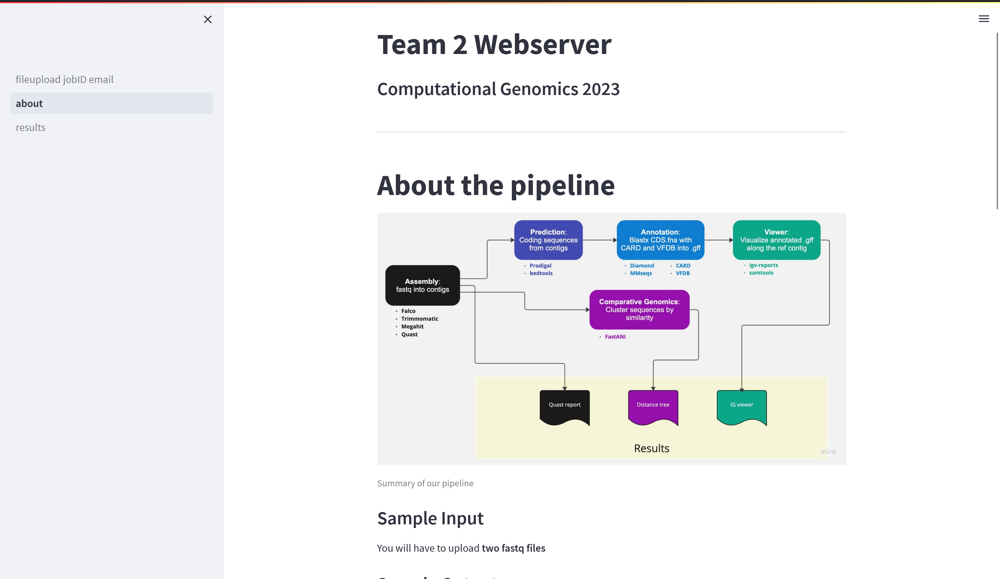 fileupload jobID email
about
results
Team 2 Webserver
Computational Genomics 2023
About the pipeline
Prediction:
Coding sequences
from contigs
Prodigal
bedtools
Annotation:
Blastx CDS.fna with
CARD and VFDB into .gff
Diamond
MMseqs
CARD
VFDB
Viewer:
Visualize annotated .gff
along the ref contig
igv-reports
samtools
Assembly:
fastq into contigs
Falco
Trimmomatic
Megahit
Quast
Comparative Genomics:
Cluster sequences by
similarity
FastANI
Quast report
Distance tree
IG viewer
Results
miro
Summary of our pipeline
Sample Input
You will have to upload two fastq files